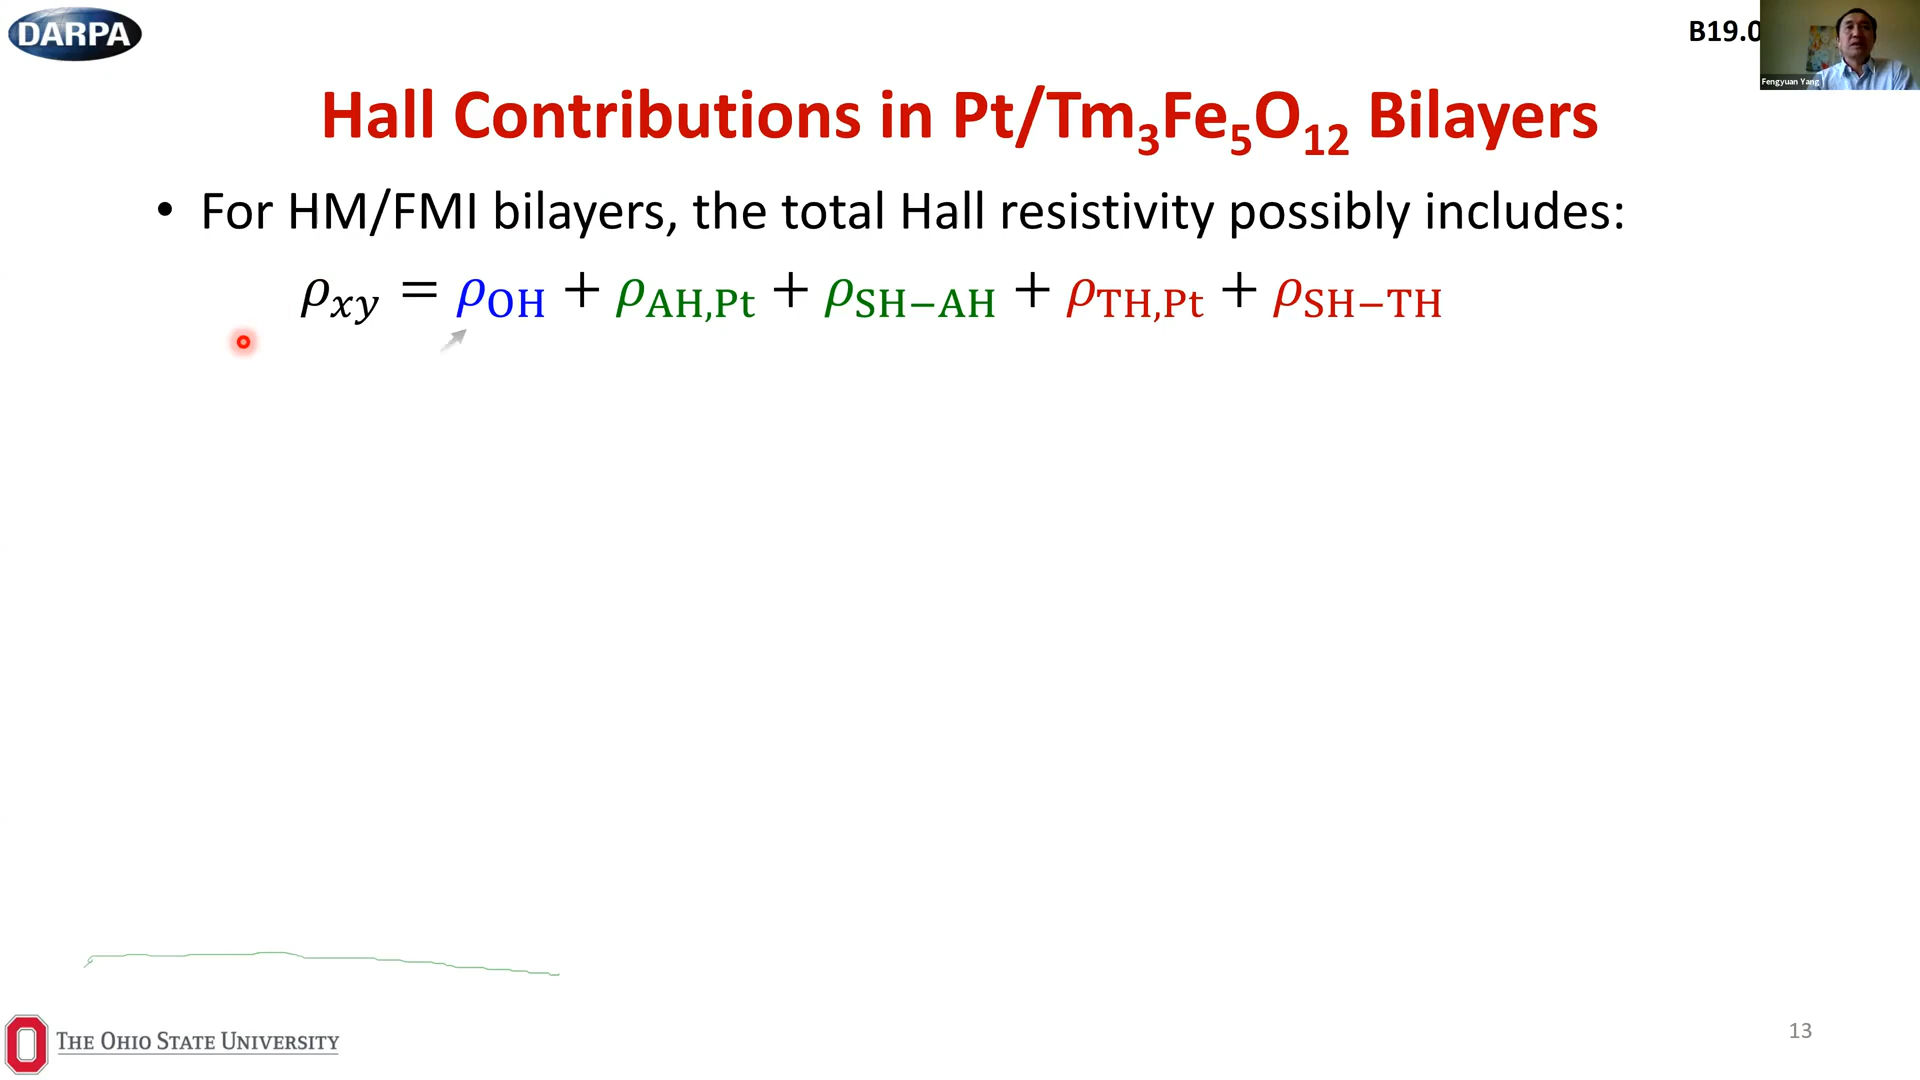 DARPA
B19.0
Fengyuan Yang
Hall Contributions in Pt/Tm₃Fe₅O₁₂ Bilayers
• For HM/FMI bilayers, the total Hall resistivity possibly includes:
ρxy = ρOH + ρAH,Pt + ρSH−AH + ρTH,Pt + ρSH−TH
THE OHIO STATE UNIVERSITY
13